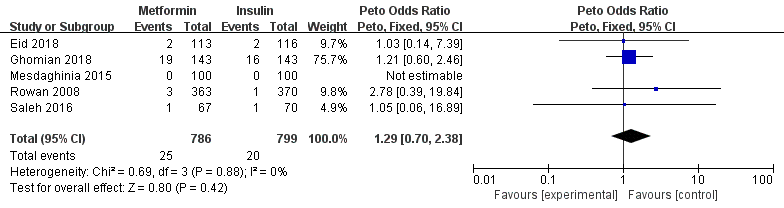 Metformin Insulin Peto Odds Ratio Peto Odds Ratio
Study or Subgroup Events Total Events Total Weight Peto, Fixed, 95% CI Peto, Fixed, 95% CI
Eid 2018 2 113 2 116 9.7% 1.03 [0.14, 7.39]
Ghomian 2018 19 143 16 143 75.7% 1.21 [0.60, 2.46]
Mesdaghinia 2015 0 100 0 100 Not estimable
Rowan 2008 3 363 1 370 9.8% 2.78 [0.39, 19.84]
Saleh 2016 1 67 1 70 4.9% 1.05 [0.06, 16.89]
Total (95% CI) 786 799 100.0% 1.29 [0.70, 2.38]
Total events 25 20
Heterogeneity: Chi² = 0.69, df = 3 (P = 0.88); I² = 0%
Test for overall effect: Z = 0.80 (P = 0.42)
0.01 0.1 1 10 100
Favours [experimental] Favours [control]